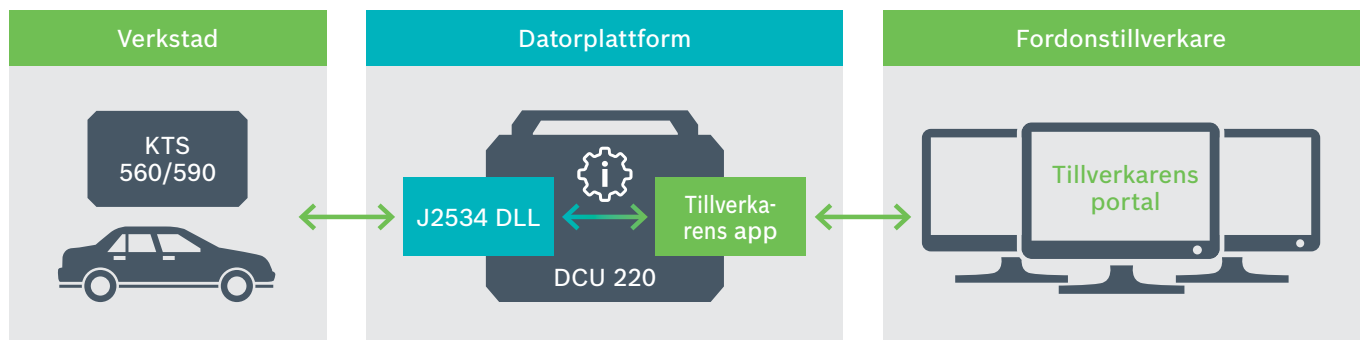 Verkstad
Datorplattform
Fordonstillverkare
KTS
560/590
J2534 DLL
i
Tillverka-
rens app
DCU 220
Tillverkarens
portal